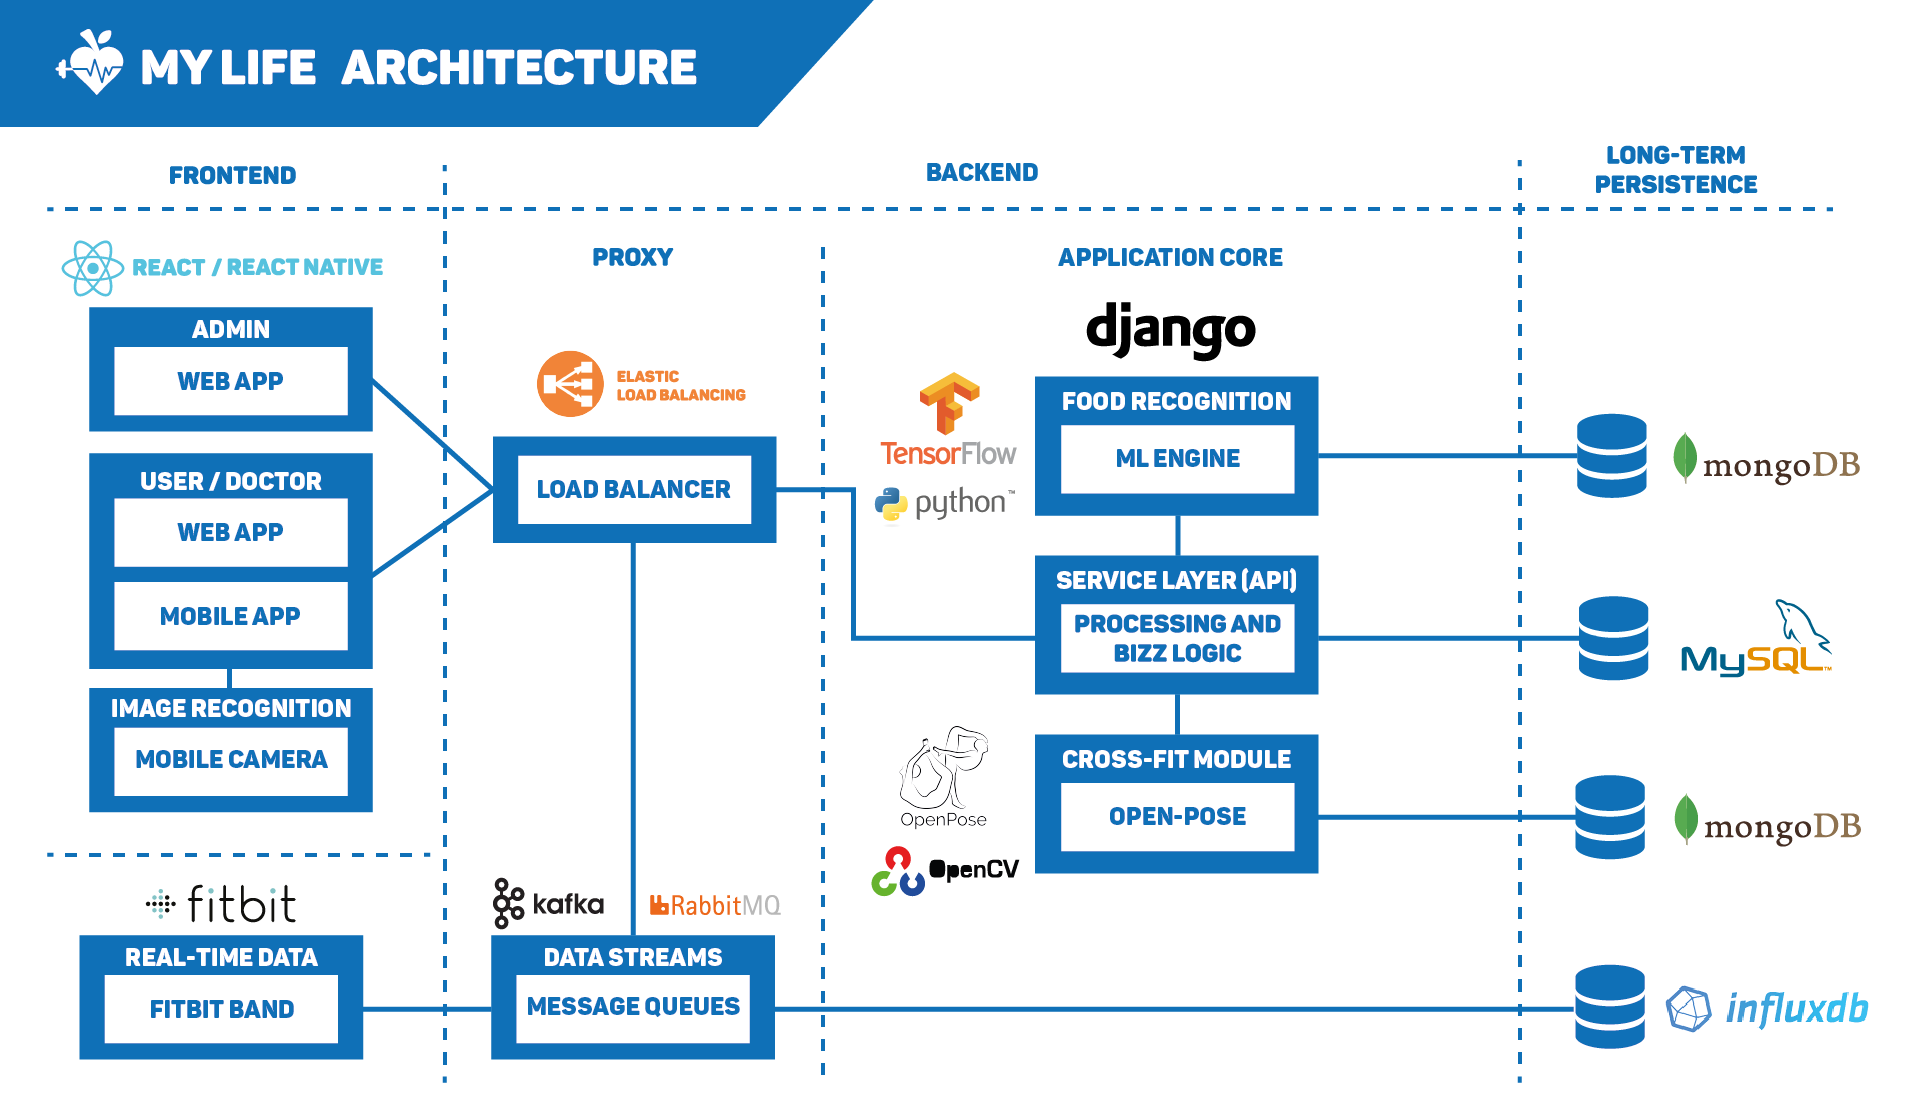 MY LIFE ARCHITECTURE
FRONTEND
BACKEND
LONG-TERM
PERSISTENCE
REACT / REACT NATIVE
ADMIN
WEB APP
USER / DOCTOR
WEB APP
MOBILE APP
IMAGE RECOGNITION
MOBILE CAMERA
fitbit
REAL-TIME DATA
FITBIT BAND
PROXY
ELASTIC
LOAD BALANCING
LOAD BALANCER
kafka
RabbitMQ
DATA STREAMS
MESSAGE QUEUES
APPLICATION CORE
django
TensorFlow
python™
FOOD RECOGNITION
ML ENGINE
SERVICE LAYER (API)
PROCESSING AND
BIZZ LOGIC
OpenPose
OpenCV
CROSS-FIT MODULE
OPEN-POSE
mongoDB
MySQL™
mongoDB
influxdb